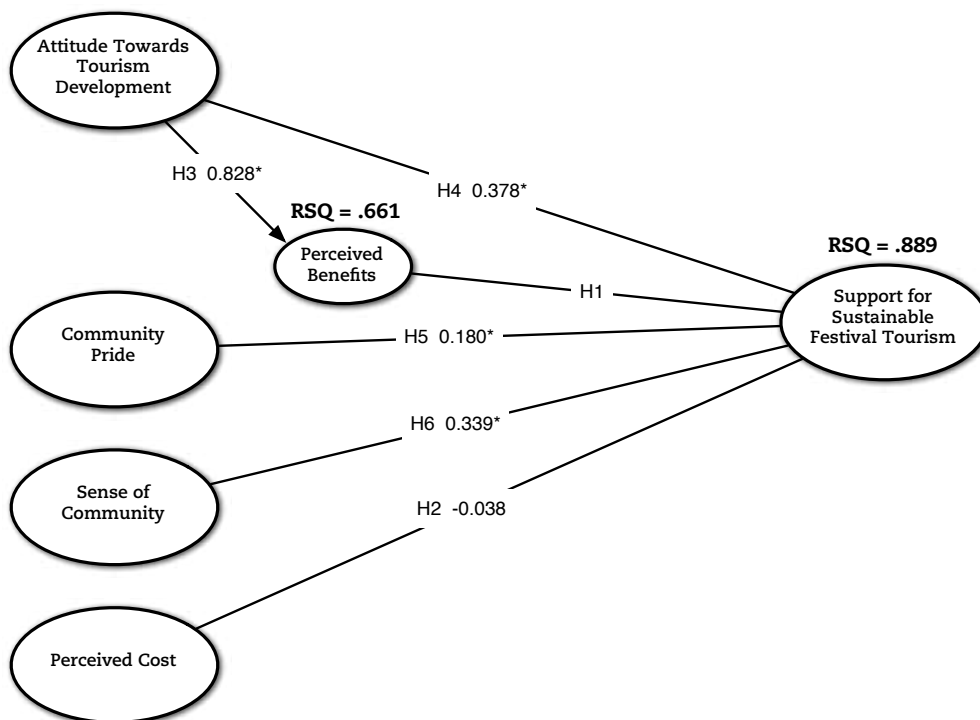 Attitude Towards
Tourism
Development
H3 0.828*
H4 0.378*
RSQ = .661
Perceived
Benefits
RSQ = .889
H1
Support for
Sustainable
Festival Tourism
Community
Pride
H5 0.180*
H6 0.339*
Sense of
Community
H2 -0.038
Perceived Cost